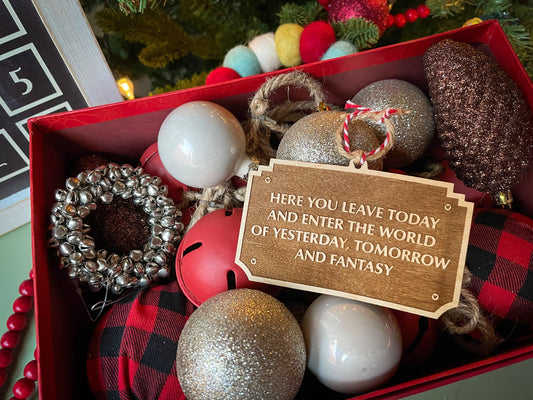 5
HERE YOU LEAVE TODAY
AND ENTER THE WORLD
OF YESTERDAY, TOMORROW
AND FANTASY